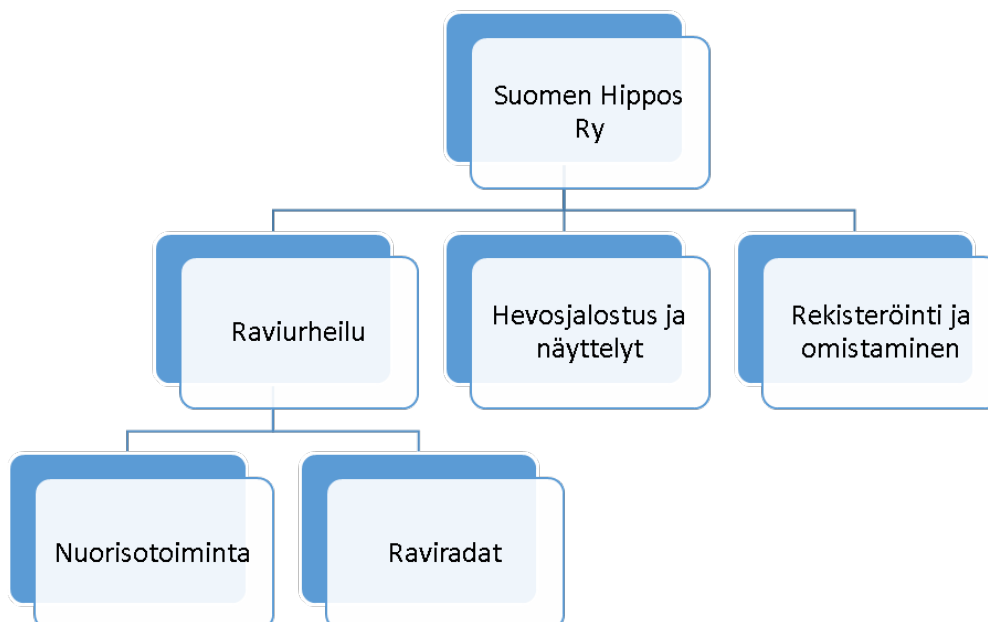 Suomen Hippos
Ry
Raviurheilu
Hevosjalostus ja
näyttelyt
Rekisteröinti ja
omistaminen
Nuorisotoiminta
Raviradat